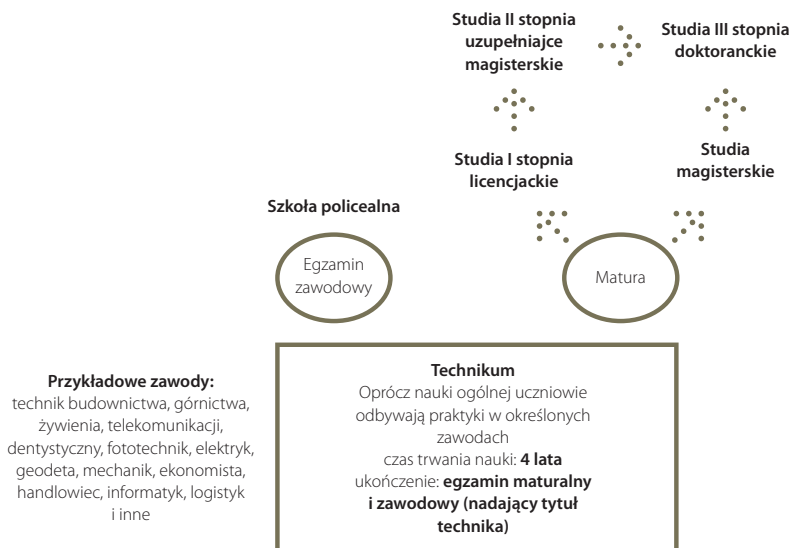 Studia II stopnia
uzupełniajce
magisterskie
Studia III stopnia
doktoranckie
Studia I stopnia
licencjackie
Studia
magisterskie
Szkoła policealna
Egzamin
zawodowy
Matura
Przykładowe zawody:
technik budownictwa, górnictwa,
żywienia, telekomunikacji,
dentystyczny, fototechnik, elektryk,
geodeta, mechanik, ekonomista,
handlowiec, informatyk, logistyk
i inne
Technikum
Oprócz nauki ogólnej uczniowie
odbywają praktyki w określonych
zawodach
czas trwania nauki: 4 lata
ukończenie: egzamin maturalny
i zawodowy (nadający tytuł
technika)